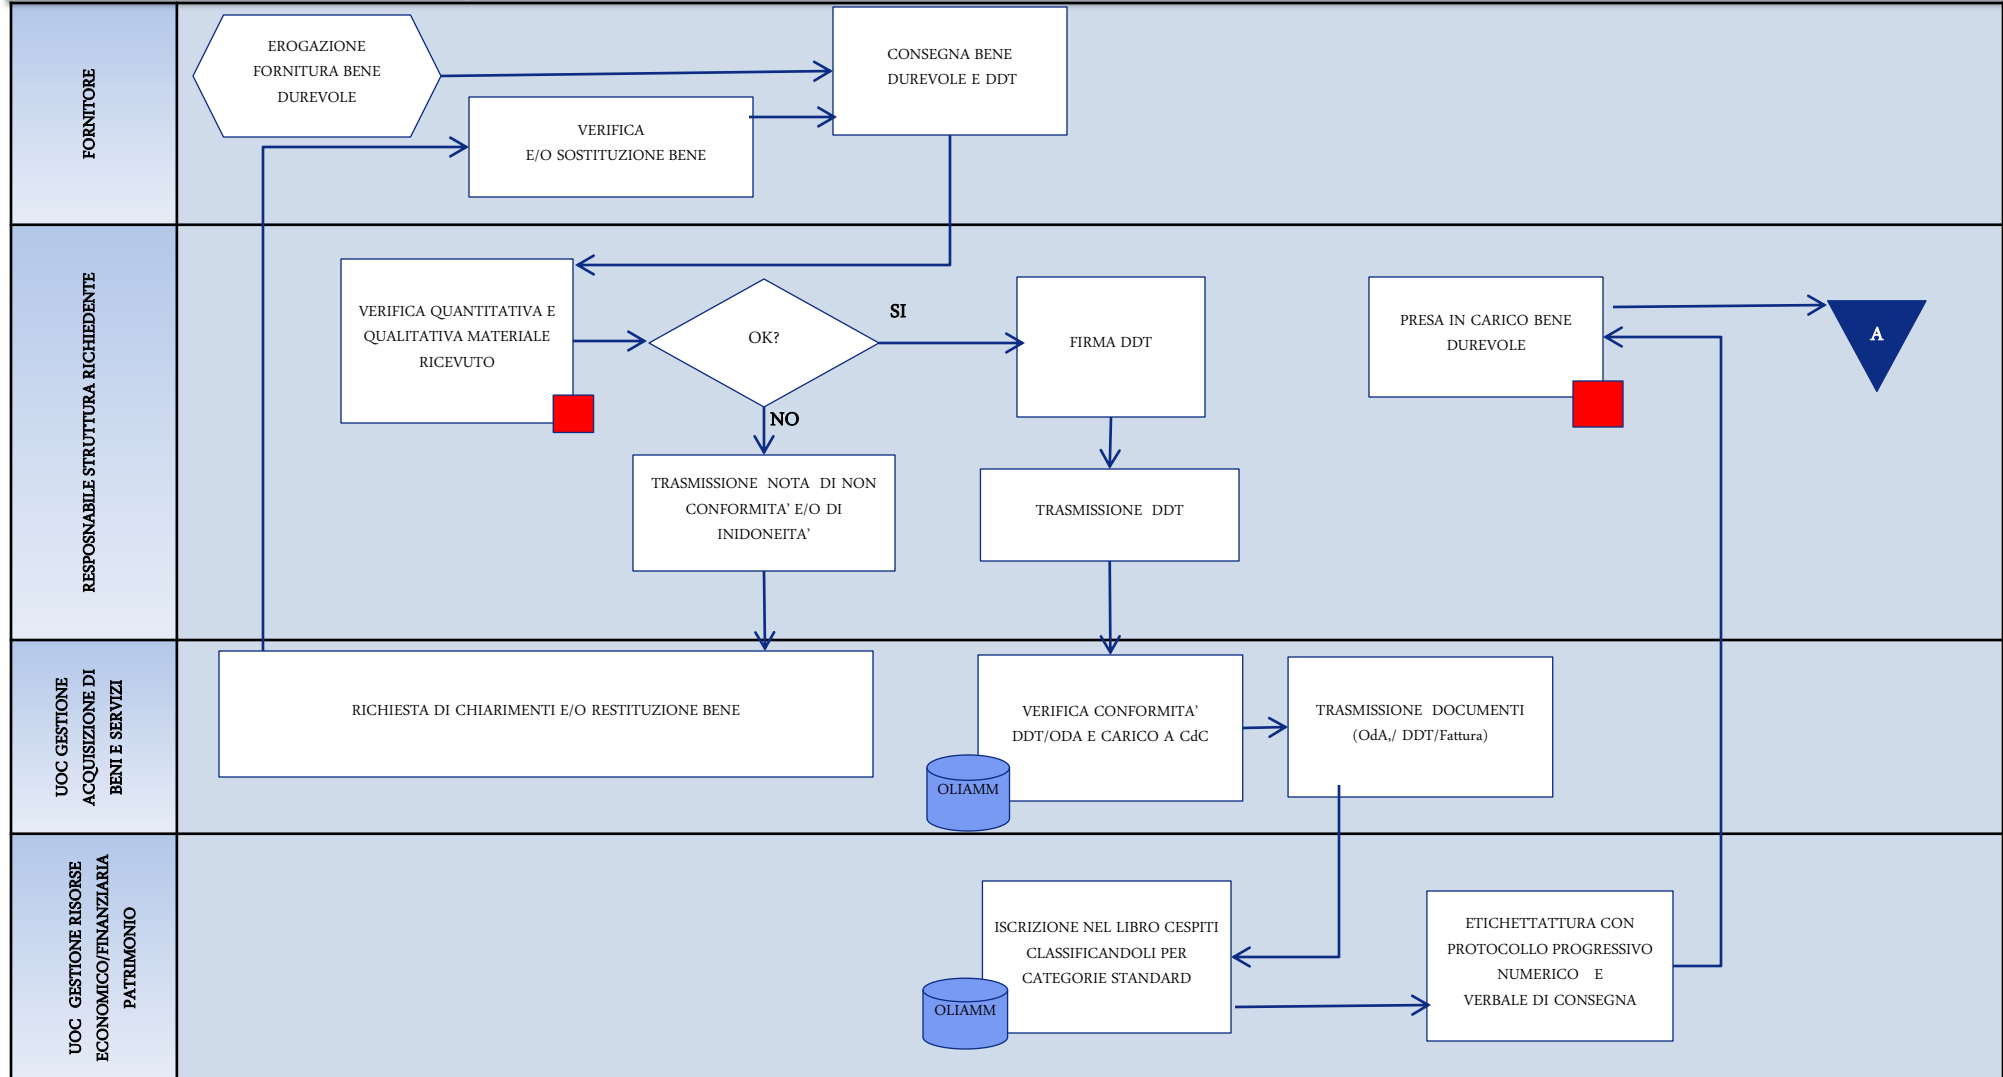 FORNITORE
EROGAZIONE
FORNITURA BENE
DUREVOLE
CONSEGNA BENE
DUREVOLE E DDT
VERIFICA
E/O SOSTITUZIONE BENE
RESPOSNABILE STRUTTURA RICHIEDENTE
VERIFICA QUANTITATIVA E
QUALITATIVA MATERIALE
RICEVUTO
OK?
SI
NO
FIRMA DDT
PRESA IN CARICO BENE
DUREVOLE
A
TRASMISSIONE NOTA DI NON
CONFORMITA’ E/O DI
INIDONEITA’
TRASMISSIONE DDT
UOC GESTIONE
ACQUISIZIONE DI
BENI E SERVIZI
RICHIESTA DI CHIARIMENTI E/O RESTITUZIONE BENE
VERIFICA CONFORMITA’
DDT/ODA E CARICO A CdC
OLIAMM
TRASMISSIONE DOCUMENTI
(OdA,/ DDT/Fattura)
UOC GESTIONE RISORSE
ECONOMICO/FINANZIARIA
PATRIMONIO
ISCRIZIONE NEL LIBRO CESPITI
CLASSIFICANDOLI PER
CATEGORIE STANDARD
OLIAMM
ETICHETTATTURA CON
PROTOCOLLO PROGRESSIVO
NUMERICO E
VERBALE DI CONSEGNA